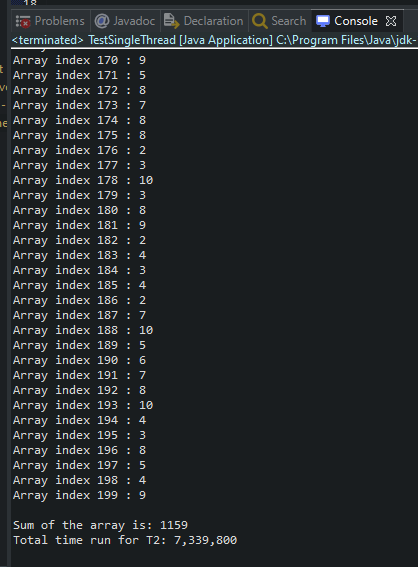 18
Problems @ Javadoc Declaration Search Console
<terminated> TestSingleThread [Java Application] C:\Program Files\Java\jdk-
Array index 170 : 9
Array index 171 : 5
Array index 172 : 8
Array index 173 : 7
Array index 174 : 8
Array index 175 : 8
Array index 176 : 2
Array index 177 : 3
Array index 178 : 10
Array index 179 : 3
Array index 180 : 8
Array index 181 : 9
Array index 182 : 2
Array index 183 : 4
Array index 184 : 3
Array index 185 : 4
Array index 186 : 2
Array index 187 : 7
Array index 188 : 10
Array index 189 : 5
Array index 190 : 6
Array index 191 : 7
Array index 192 : 8
Array index 193 : 10
Array index 194 : 4
Array index 195 : 3
Array index 196 : 8
Array index 197 : 5
Array index 198 : 4
Array index 199 : 9
Sum of the array is: 1159
Total time run for T2: 7,339,800